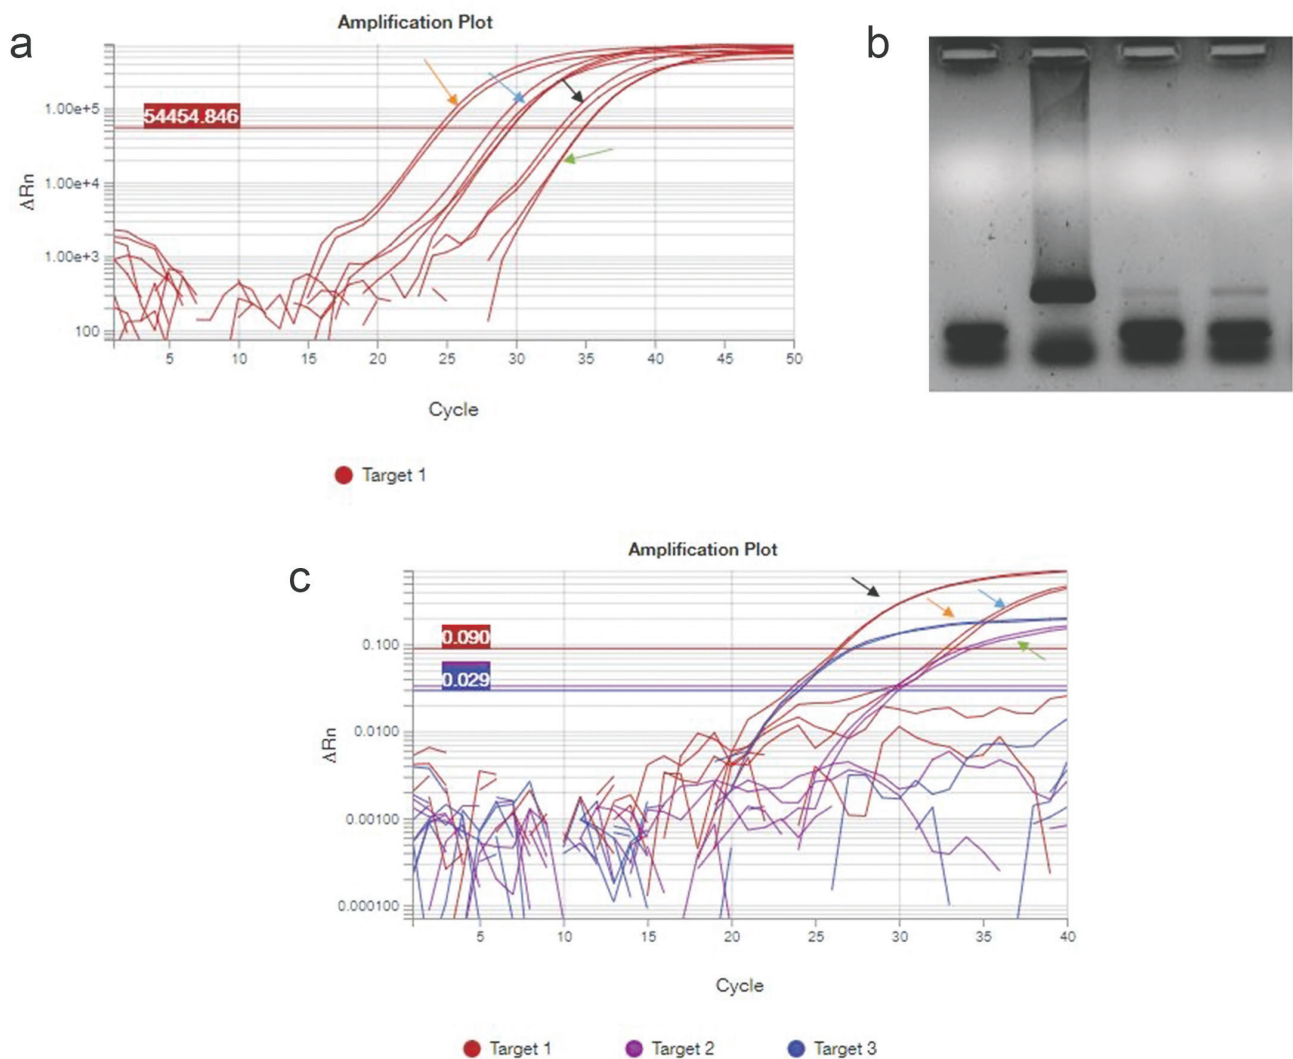 a
Amplification Plot
b
54454.846
1.00e+5
1.00e+4
1.00e+3
100
ΔRn
5 10 15 20 25 30 35 40 45 50
Cycle
Target 1
c
Amplification Plot
0.090
0.029
0.100
0.0100
0.00100
0.000100
ΔRn
5 10 15 20 25 30 35 40
Cycle
Target 1 Target 2 Target 3